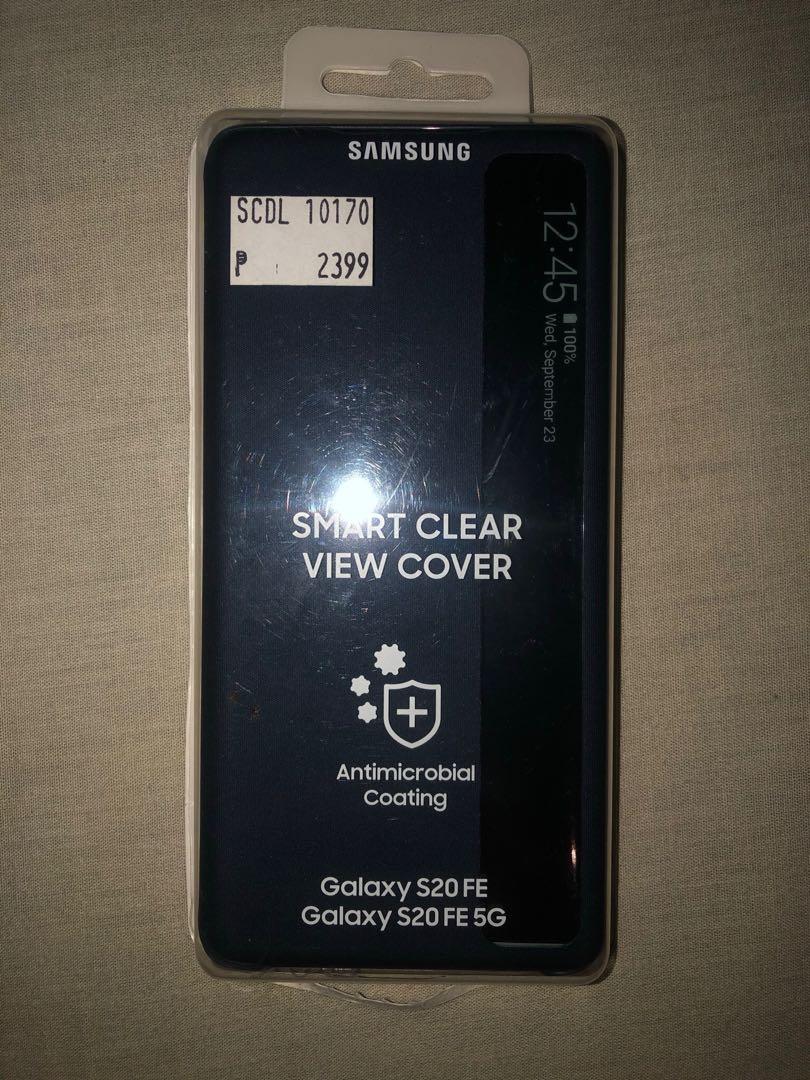 SAMSUNG
SCDL 10170
₱ 2399
12:45
100%
Wed, September 23
SMART CLEAR
VIEW COVER
Antimicrobial
Coating
Galaxy S20 FE
Galaxy S20 FE 5G